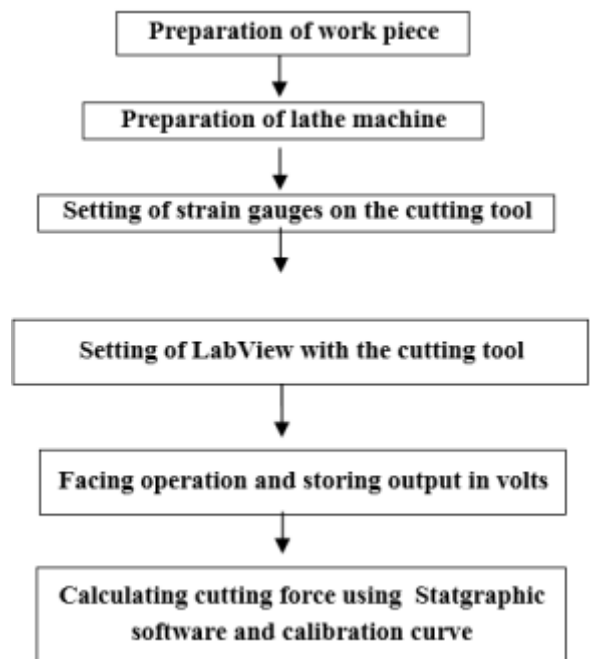 Preparation of work piece
Preparation of lathe machine
Setting of strain gauges on the cutting tool
Setting of LabView with the cutting tool
Facing operation and storing output in volts
Calculating cutting force using Statgraphic
software and calibration curve